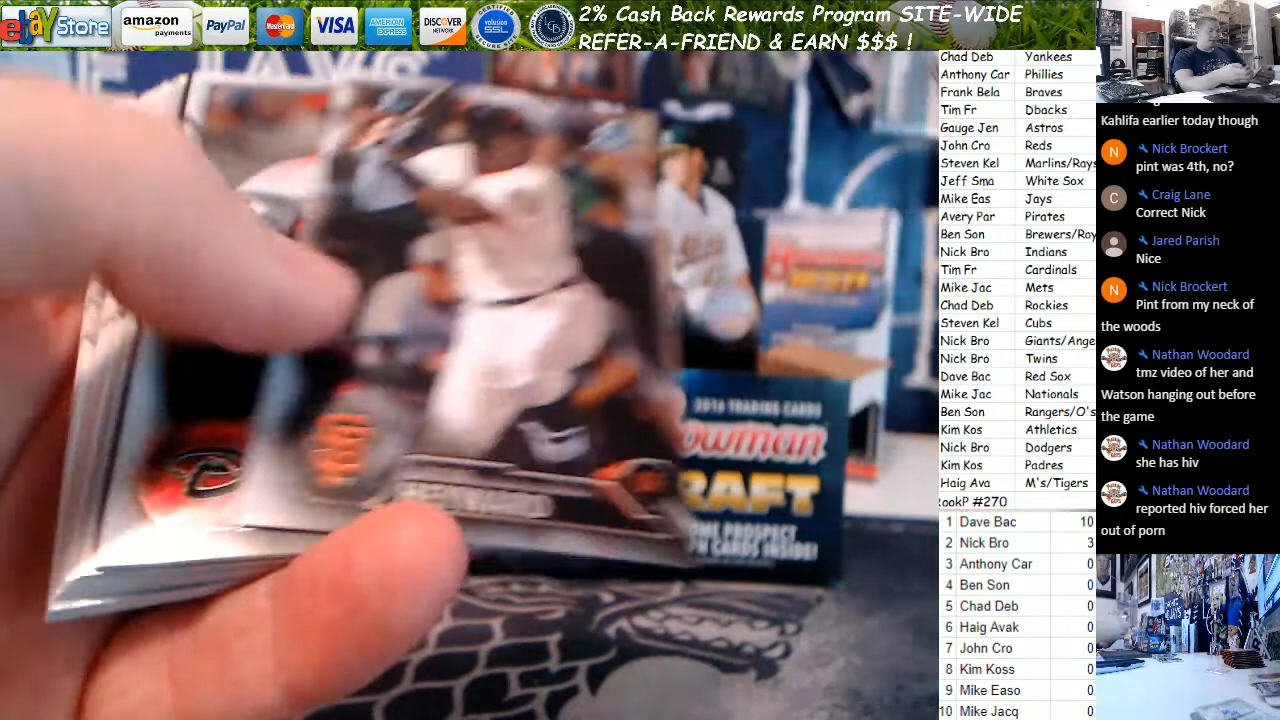 ebay Store
amazon
payments
PayPal
MasterCard
VISA
AMERICAN
EXPRESS
DISCOVER
NETWORK
volusion
SSL
2% Cash Back Rewards Program SITE-WIDE
REFER-A-FRIEND & EARN $$$ !
Chad Deb Yankees
Anthony Car Phillies
Frank Bela Braves
Tim Fr Dbacks
Gauge Jen Astros
John Cro Reds
Steven Kel Marlins/Rays
Jeff Sma White Sox
Mike Eas Jays
Avery Par Pirates
Ben Son Brewers/Roy
Nick Bro Indians
Tim Fr Cardinals
Mike Jac Mets
Chad Deb Rockies
Steven Kel Cubs
Nick Bro Giants/Ange
Nick Bro Twins
Dave Bac Red Sox
Mike Jac Nationals
Ben Son Rangers/O's
Kim Kos Athletics
Nick Bro Dodgers
Kim Kos Padres
Haig Ava M's/Tigers
RookP #270
1 Dave Bac 10
2 Nick Bro 3
3 Anthony Car 0
4 Ben Son 0
5 Chad Deb 0
6 Haig Avak 0
7 John Cro 0
8 Kim Koss 0
9 Mike Easo 0
10 Mike Jacq 0
Kahlifa earlier today though
N Nick Brockert
pint was 4th, no?
C Craig Lane
Correct Nick
Jared Parish
Nice
N Nick Brockert
Pint from my neck of
the woods
Nathan Woodard
tmz video of her and
Watson hanging out before
the game
Nathan Woodard
she has hiv
Nathan Woodard
reported hiv forced her
out of porn
2016 TRADING CARDS
owman
RAFT
CARDS INSIDE!
SF